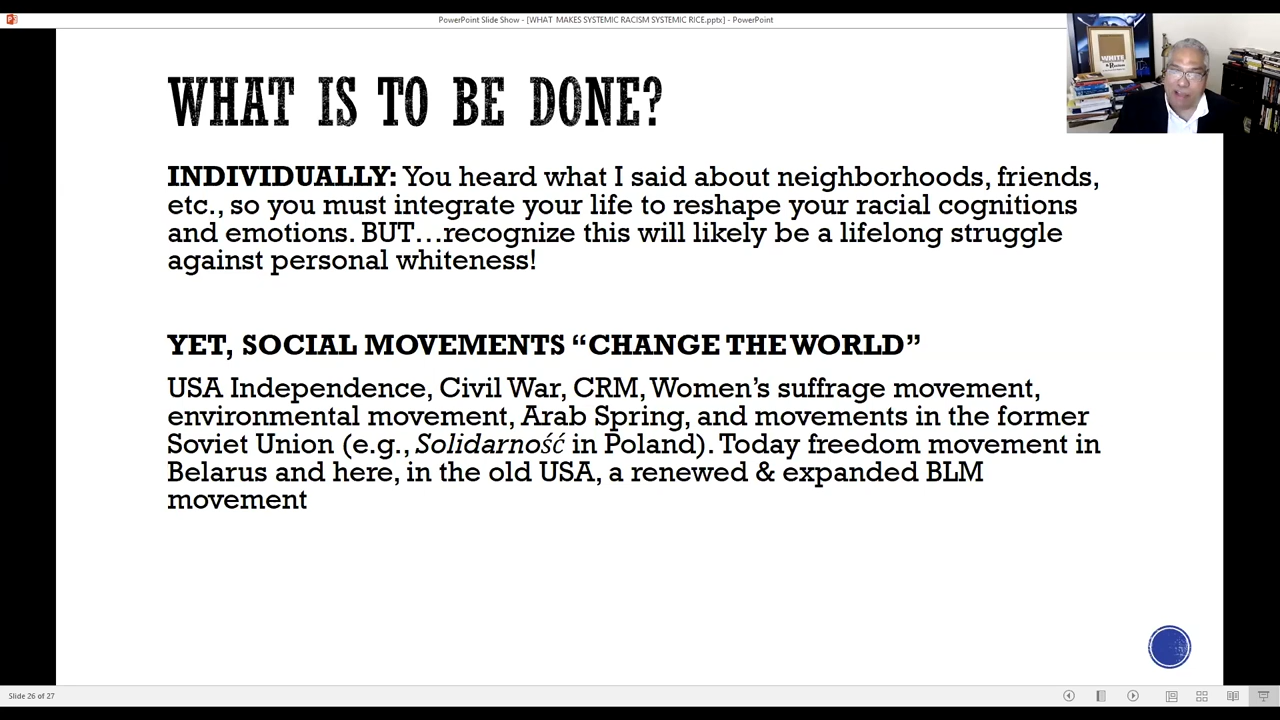 PowerPoint Slide Show - [WHAT MAKES SYSTEMIC RACISM SYSTEMIC RICE.pptx] - PowerPoint
WHITE
WHAT IS TO BE DONE?
INDIVIDUALLY: You heard what I said about neighborhoods, friends,
etc., so you must integrate your life to reshape your racial cognitions
and emotions. BUT...recognize this will likely be a lifelong struggle
against personal whiteness!
YET, SOCIAL MOVEMENTS “CHANGE THE WORLD”
USA Independence, Civil War, CRM, Women’s suffrage movement,
environmental movement, Arab Spring, and movements in the former
Soviet Union (e.g., Solidarność in Poland). Today freedom movement in
Belarus and here, in the old USA, a renewed & expanded BLM
movement
Slide 26 of 27